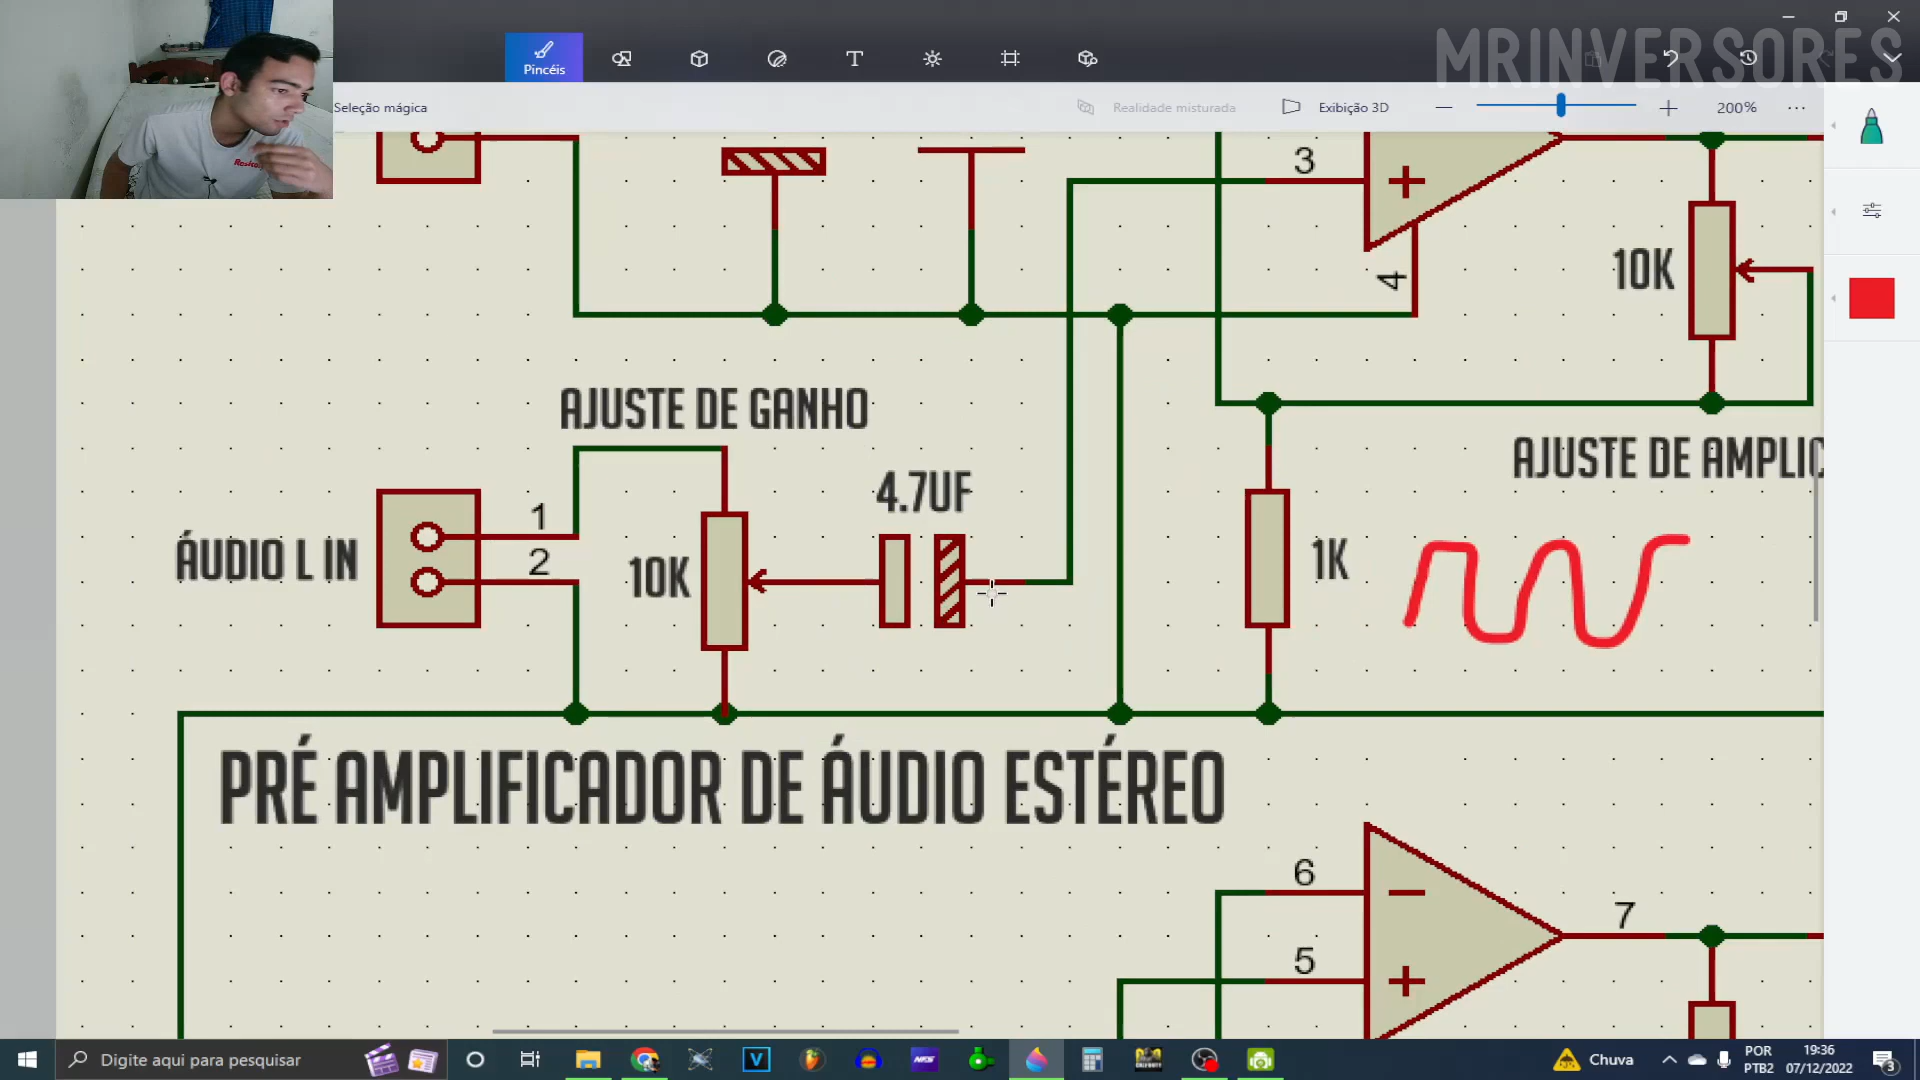 MRINVERSORES
Pincéis
Seleção mágica
Realidade misturada
Exibição 3D
200%
3
4
10K
AJUSTE DE GANHO
4.7UF
AJUSTE DE AMPLIC
ÁUDIO L IN
1
2
10K
1K
PRÉ AMPLIFICADOR DE ÁUDIO ESTÉREO
6
5
7
Digite aqui para pesquisar
V
Chuva
POR
PTB2
19:36
07/12/2022
3